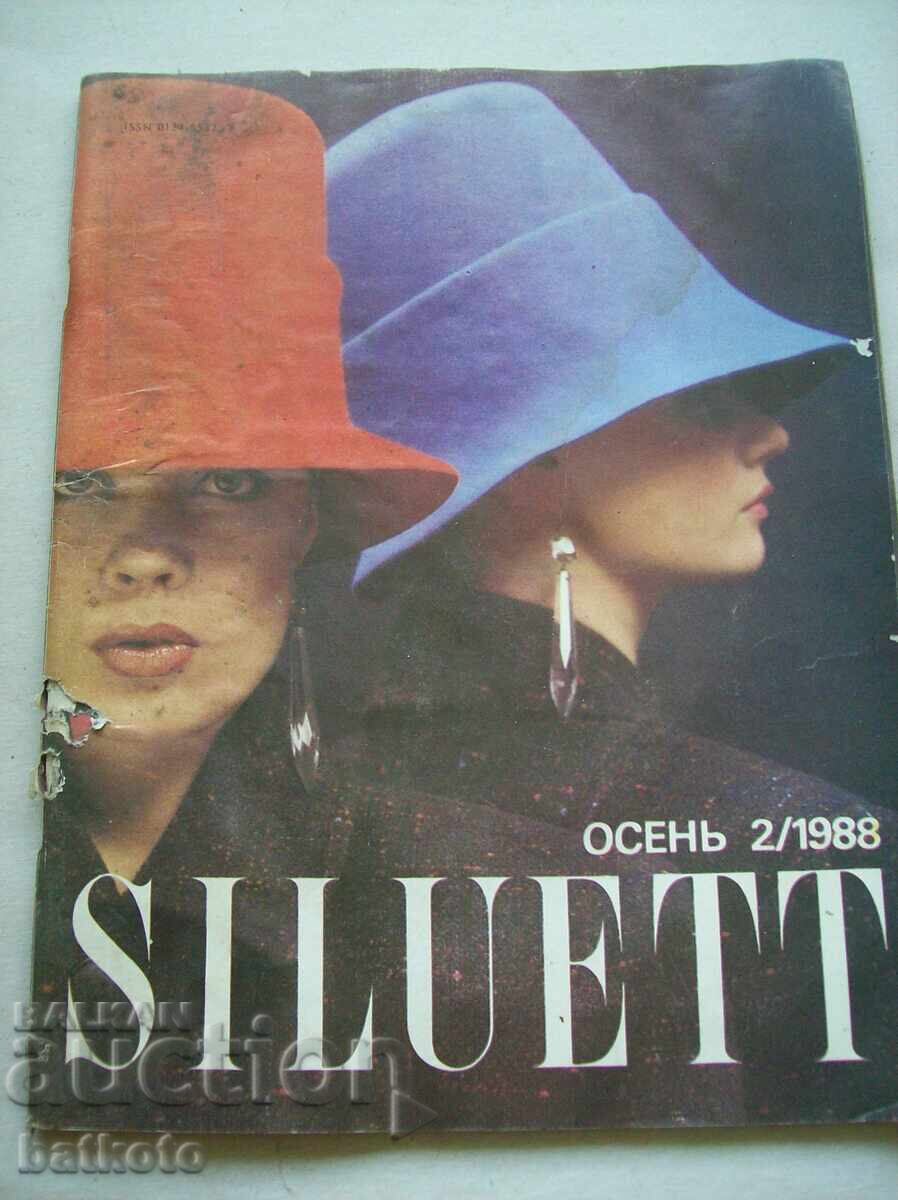 ОСЕНЬ 2/1988
SILUETT
BALKAN
auction
batkoto